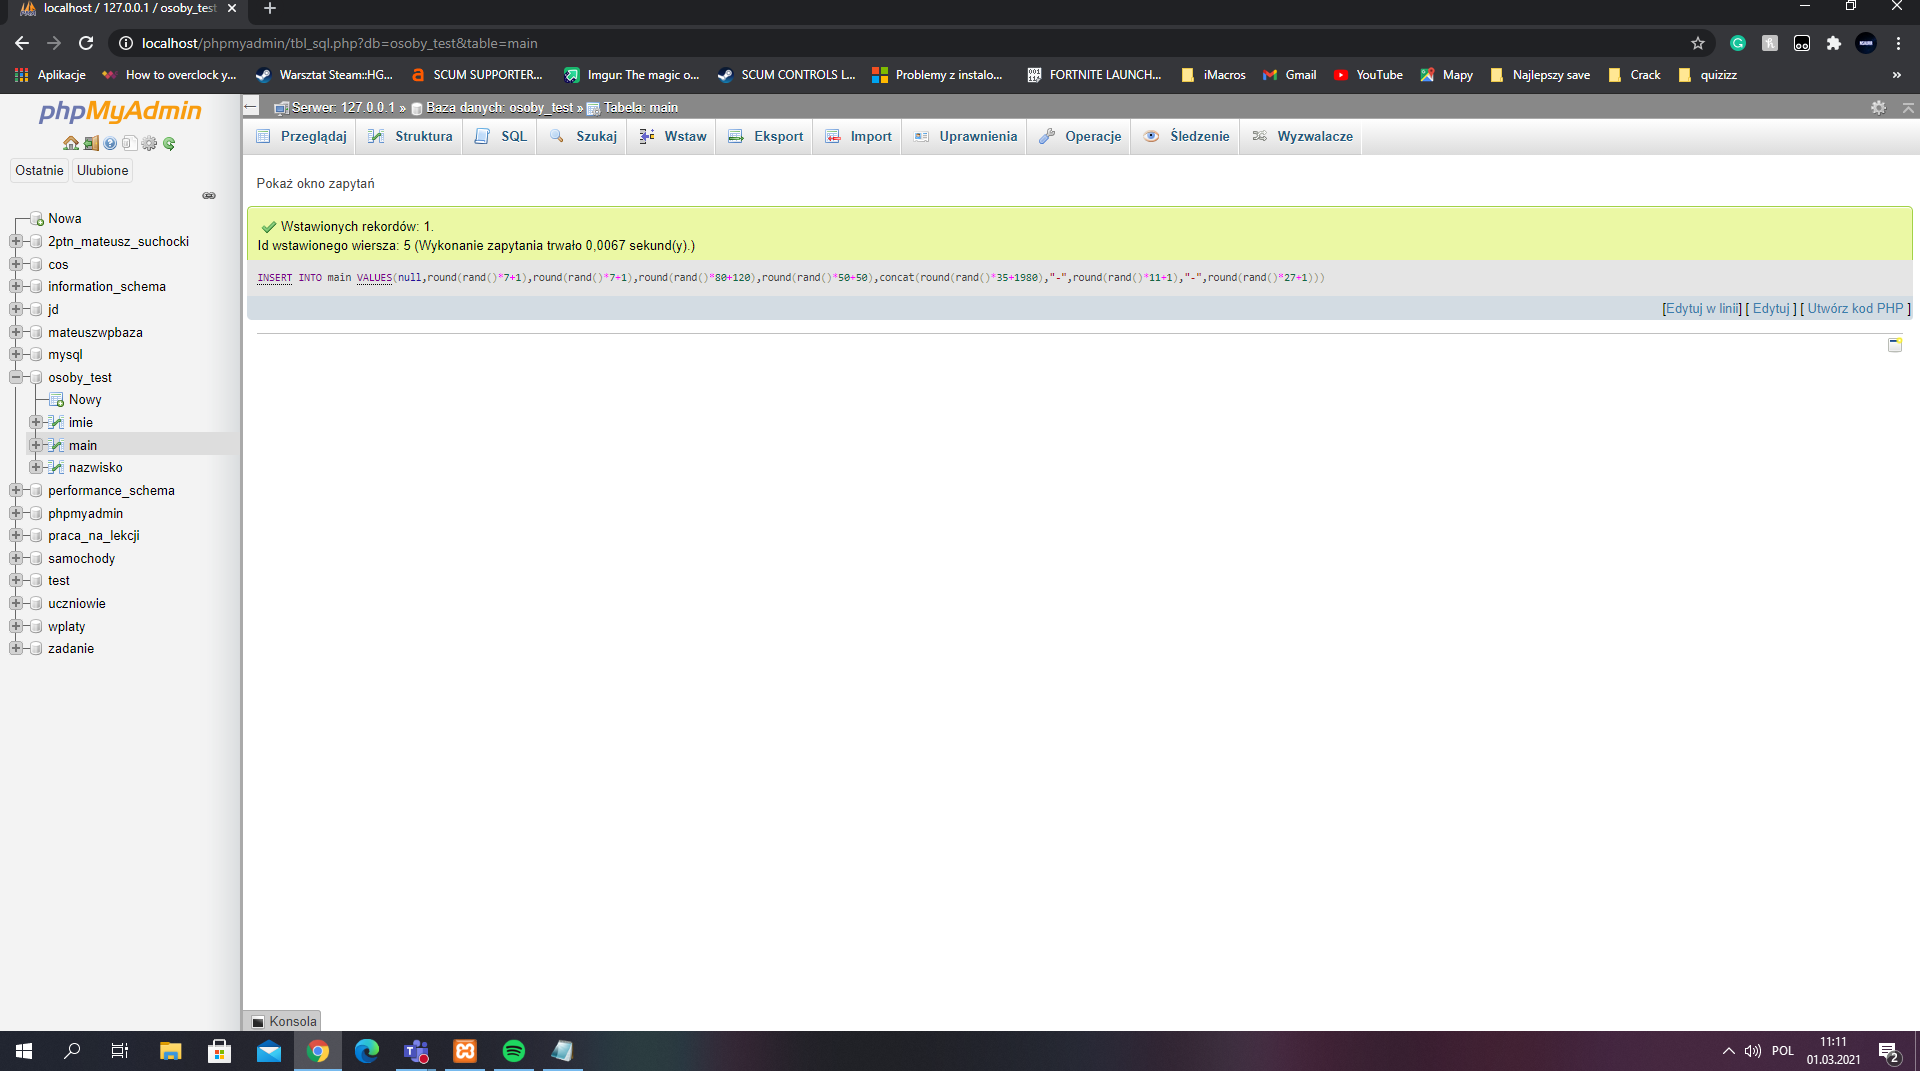 localhost / 127.0.0.1 / osoby_test
localhost/phpmyadmin/tbl_sql.php?db=osoby_test&table=main
Aplikacje How to overclock y... Warsztat Steam::HG... SCUM SUPPORTER... Imgur: The magic o... SCUM CONTROLS L... Problemy z instalo... FORTNITE LAUNCH... iMacros Gmail YouTube Mapy Najlepszy save Crack quizizz »
phpMyAdmin
Ostatnie Ulubione
Nowa
2ptn_mateusz_suchocki
cos
information_schema
jd
mateuszwpbaza
mysql
osoby_test
Nowy
imie
main
nazwisko
performance_schema
phpmyadmin
praca_na_lekcji
samochody
test
uczniowie
wplaty
zadanie
Serwer: 127.0.0.1 » Baza danych: osoby_test » Tabela: main
Przeglądaj Struktura SQL Szukaj Wstaw Eksport Import Uprawnienia Operacje Śledzenie Wyzwalacze
Pokaż okno zapytań
Wstawionych rekordów: 1.
Id wstawionego wiersza: 5 (Wykonanie zapytania trwało 0,0067 sekund(y).)
INSERT INTO main VALUES(null,round(rand()*7+1),round(rand()*7+1),round(rand()*80+120),round(rand()*50+50),concat(round(rand()*35+1980),"-",round(rand()*11+1),"-",round(rand()*27+1)))
[Edytuj w linii] [ Edytuj ] [ Utwórz kod PHP ]
Konsola
POL
11:11
01.03.2021
2